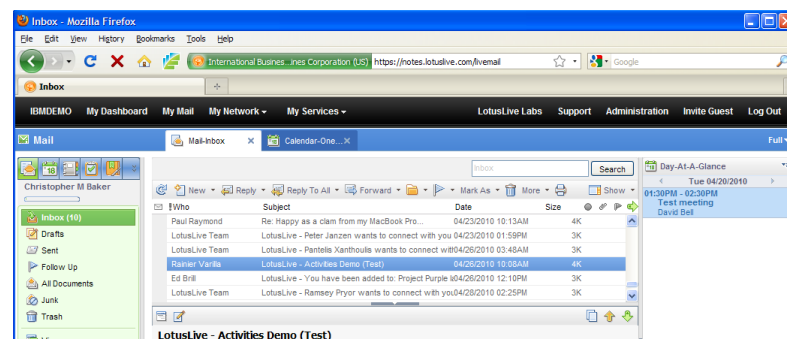 Inbox - Mozilla Firefox
File Edit View History Bookmarks Tools Help
International Busines...ines Corporation (US) https://notes.lotuslive.com/livemail Google
Inbox
IBMDEMO My Dashboard My Mail My Network My Services LotusLive Labs Support Administration Invite Guest Log Out
Mail Mail-Inbox X Calendar-One...X Full
Inbox Search
Day-At-A-Glance
Christopher M Baker
New Reply Reply To All Forward Mark As More Show
Tue 04/20/2010
01:30PM - 02:30PM
Test meeting
David Bell
!Who Subject Date Size
Inbox (10)
Drafts
Sent
Follow Up
All Documents
Junk
Trash
Paul Raymond Re: Happy as a clam from my MacBook Pro... 04/23/2010 10:13AM 4K
LotusLive Team LotusLive - Peter Janzen wants to connect with you 04/23/2010 01:59PM 3K
LotusLive Team LotusLive - Pantelis Xanthoulis wants to connect wit 04/26/2010 03:48AM 3K
Rainier Varilla LotusLive - Activities Demo (Test) 04/26/2010 10:08AM 4K
Ed Brill LotusLive - You have been added to: Project Purple 04/26/2010 12:10PM 3K
LotusLive Team LotusLive - Ramsey Pryor wants to connect with you 04/28/2010 02:25PM 3K
LotusLive - Activities Demo (Test)